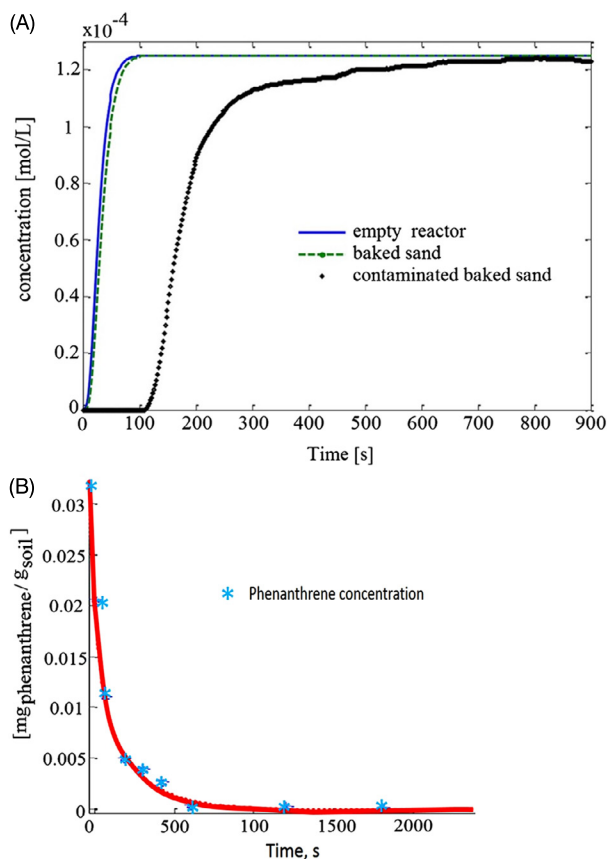 (A)
x10⁻⁴
1.2
1
0.8
0.6
0.4
0.2
0
concentration [mol/L]
empty reactor
baked sand
contaminated baked sand
0 100 200 300 400 500 600 700 800 900
Time [s]
(B)
0.03
0.025
0.02
0.015
0.01
0.005
0
[mg phenanthrene/ g soil]
Phenanthrene concentration
0 500 1000 1500 2000
Time, s